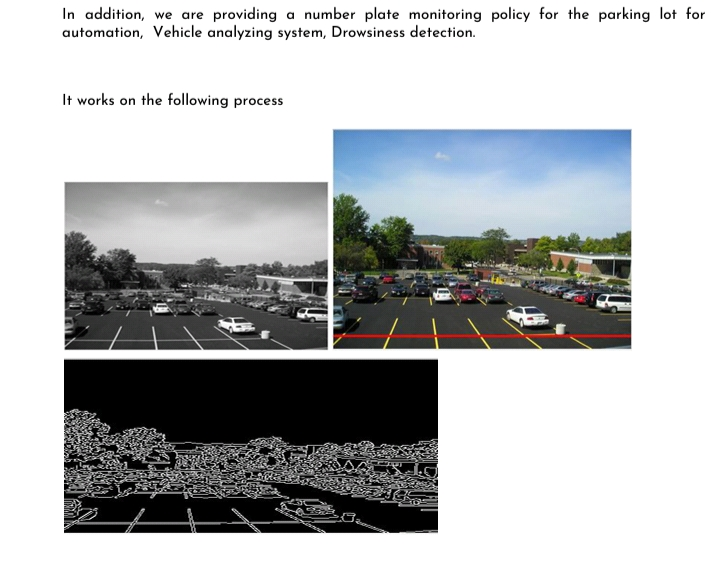 In addition, we are providing a number plate monitoring policy for the parking lot for
automation, Vehicle analyzing system, Drowsiness detection.
It works on the following process